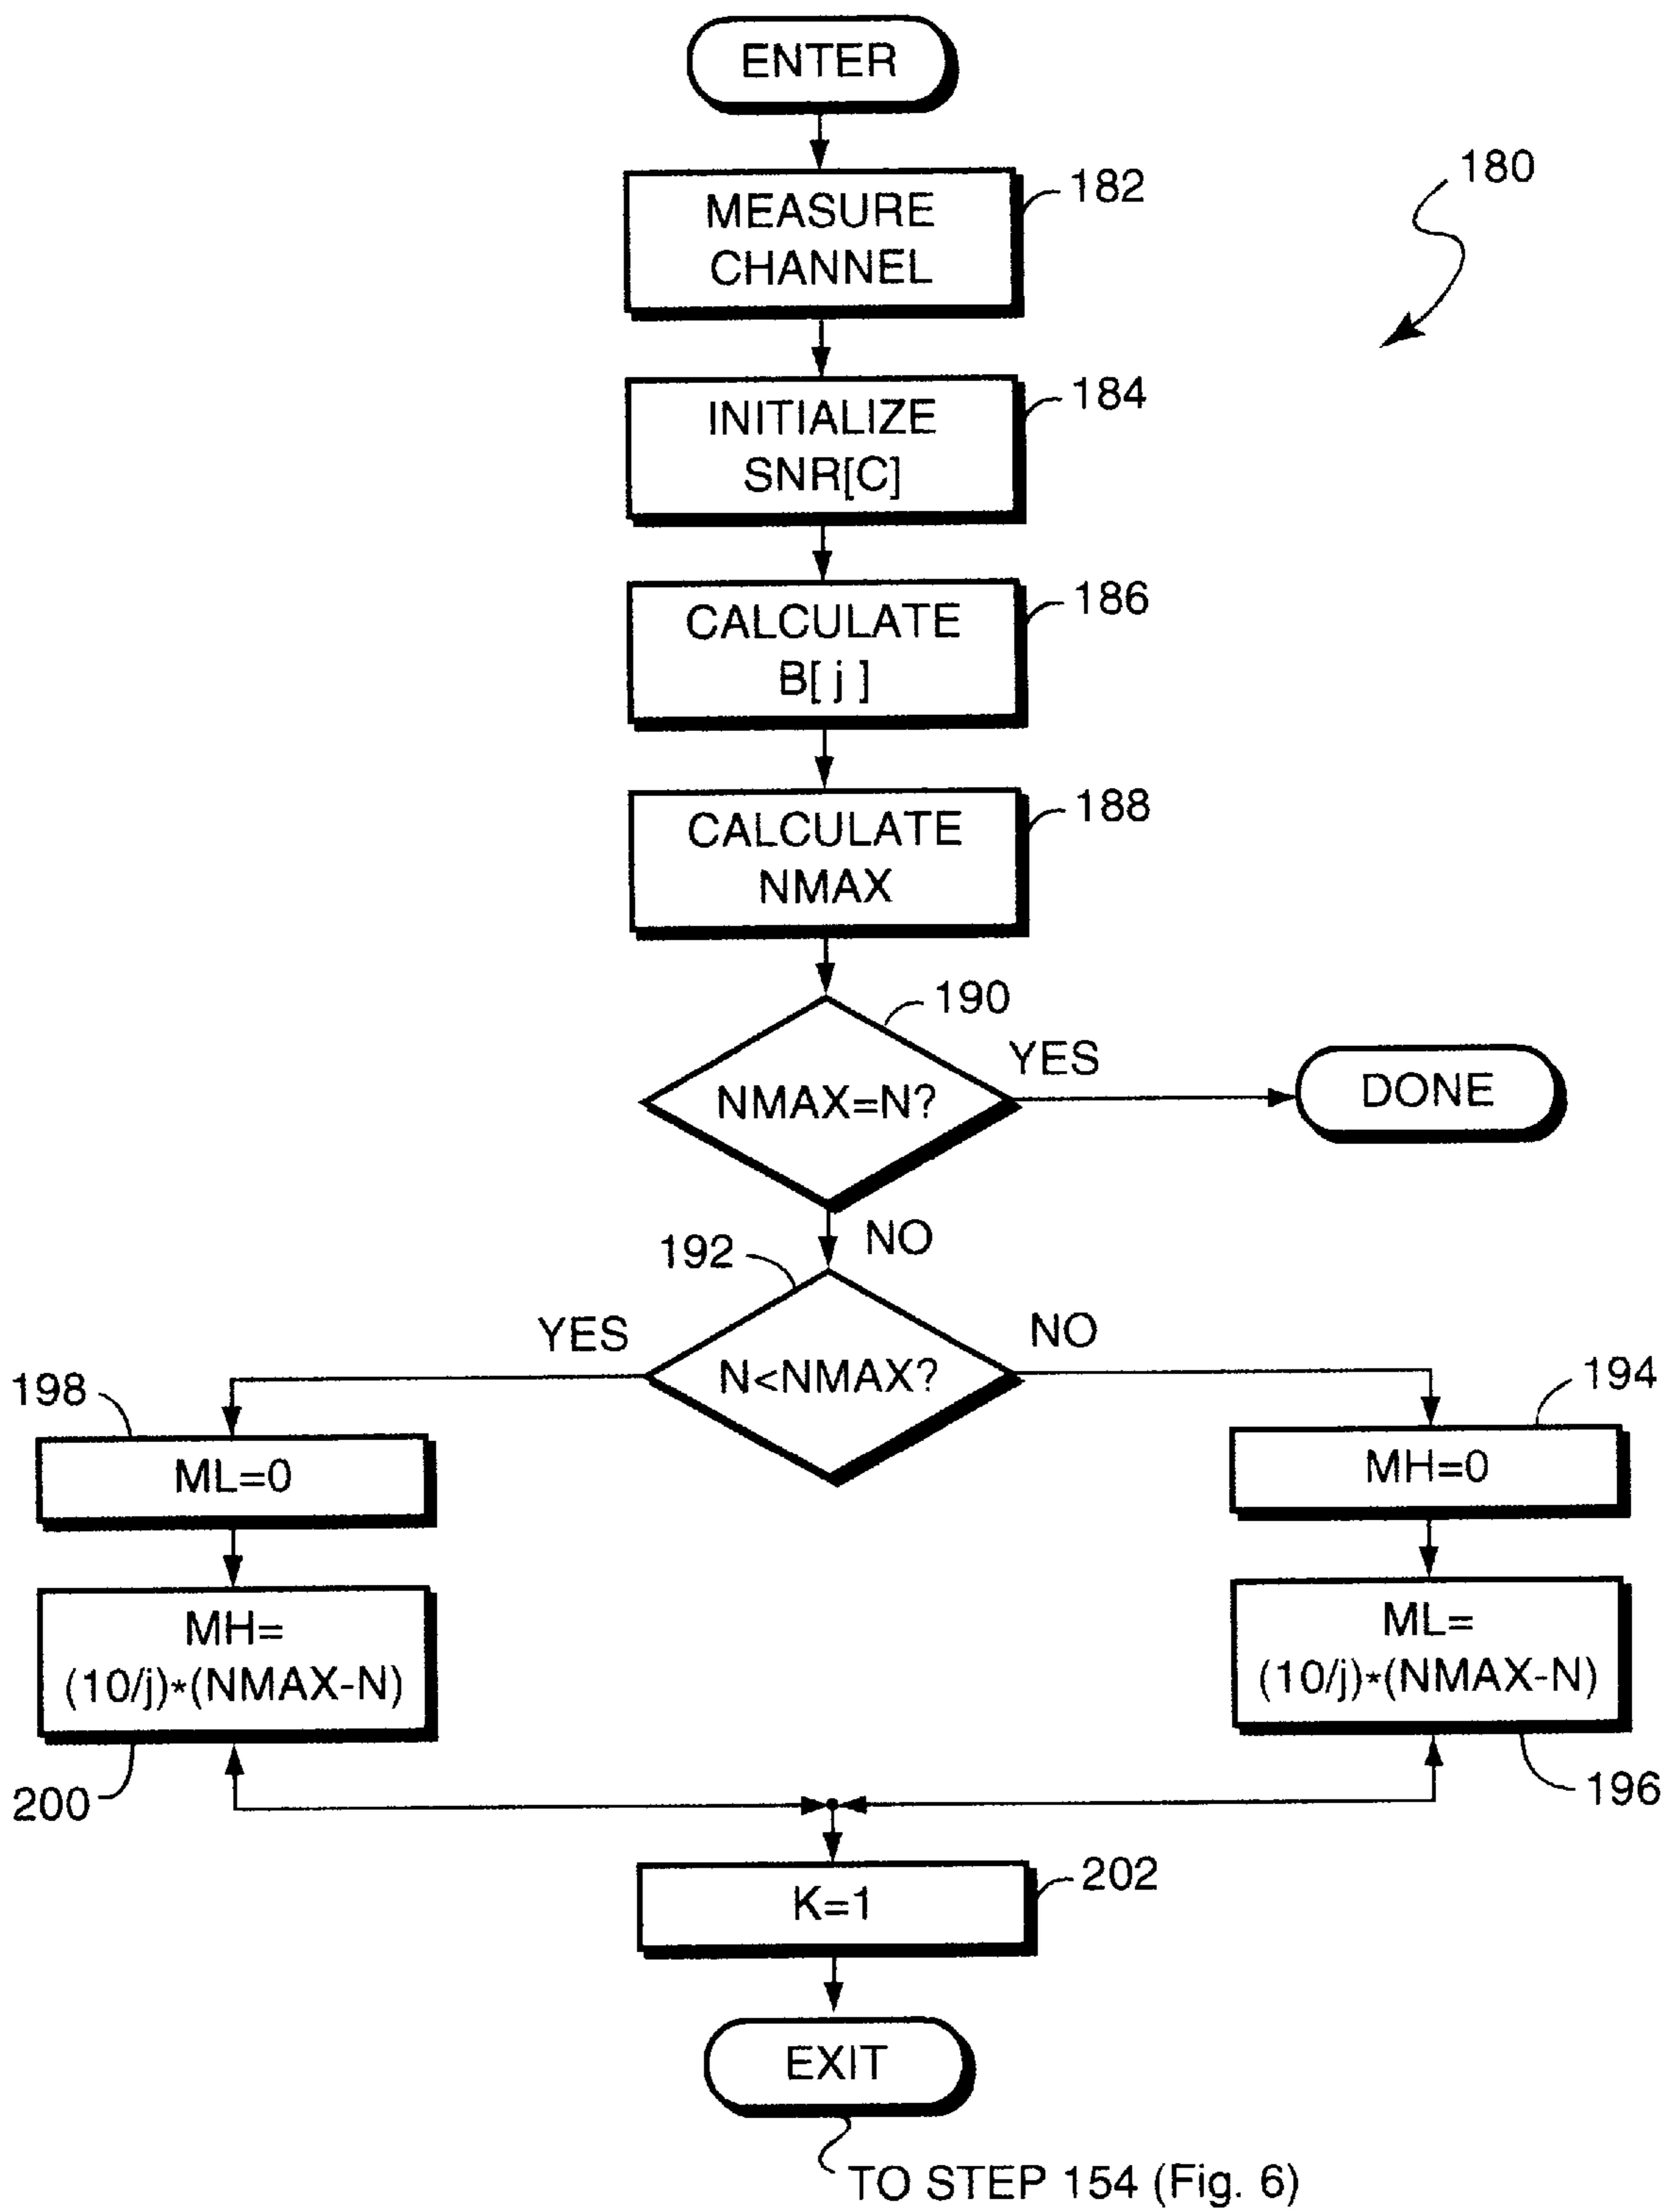 ENTER
180
182
MEASURE
CHANNEL
184
INITIALIZE
SNR[C]
186
CALCULATE
B[ j ]
188
CALCULATE
NMAX
190
NMAX=N?
YES
DONE
NO
192
N<NMAX?
YES
NO
198
ML=0
194
MH=0
MH=
(10/j)*(NMAX-N)
200
ML=
(10/j)*(NMAX-N)
196
202
K=1
EXIT
TO STEP 154 (Fig. 6)